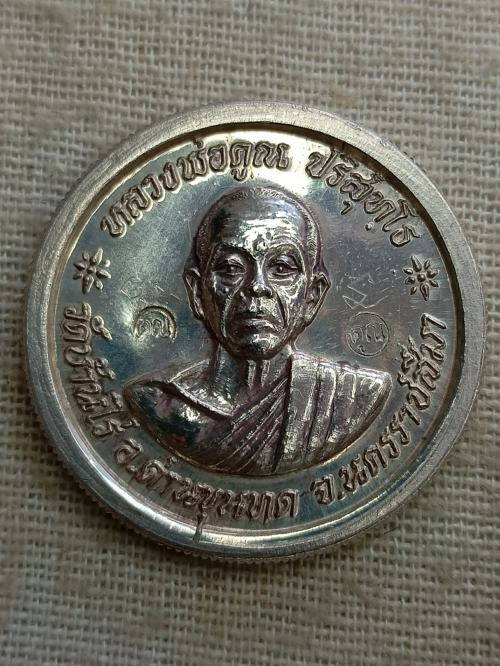 หลวงพ่อคูณ ปริสุทฺโธ
วัดบ้านไร่ อ.ด่านขุนทด จ.นครราชสีมา
คูณ
คูณ